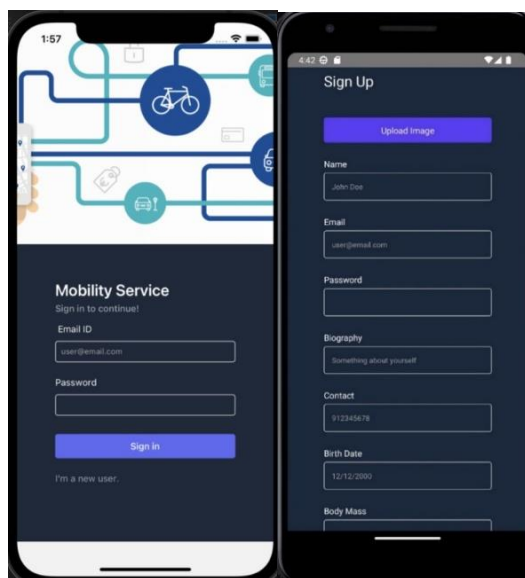 1:57
Mobility Service
Sign in to continue!
Email ID
user@email.com
Password
Sign in
I'm a new user.
4:42
Sign Up
Upload Image
Name
John Doe
Email
user@email.com
Password
Biography
Something about yourself
Contact
912345678
Birth Date
12/12/2000
Body Mass